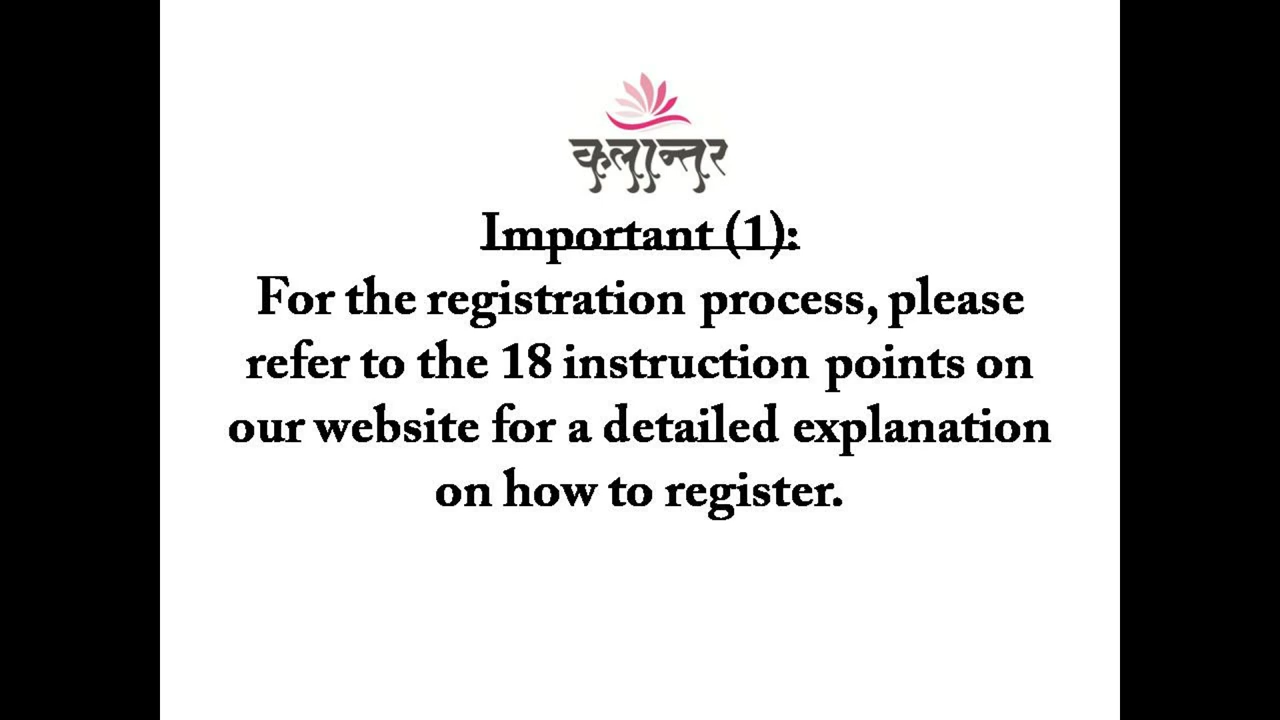 कलान्तर
Important (1):
For the registration process, please
refer to the 18 instruction points on
our website for a detailed explanation
on how to register.